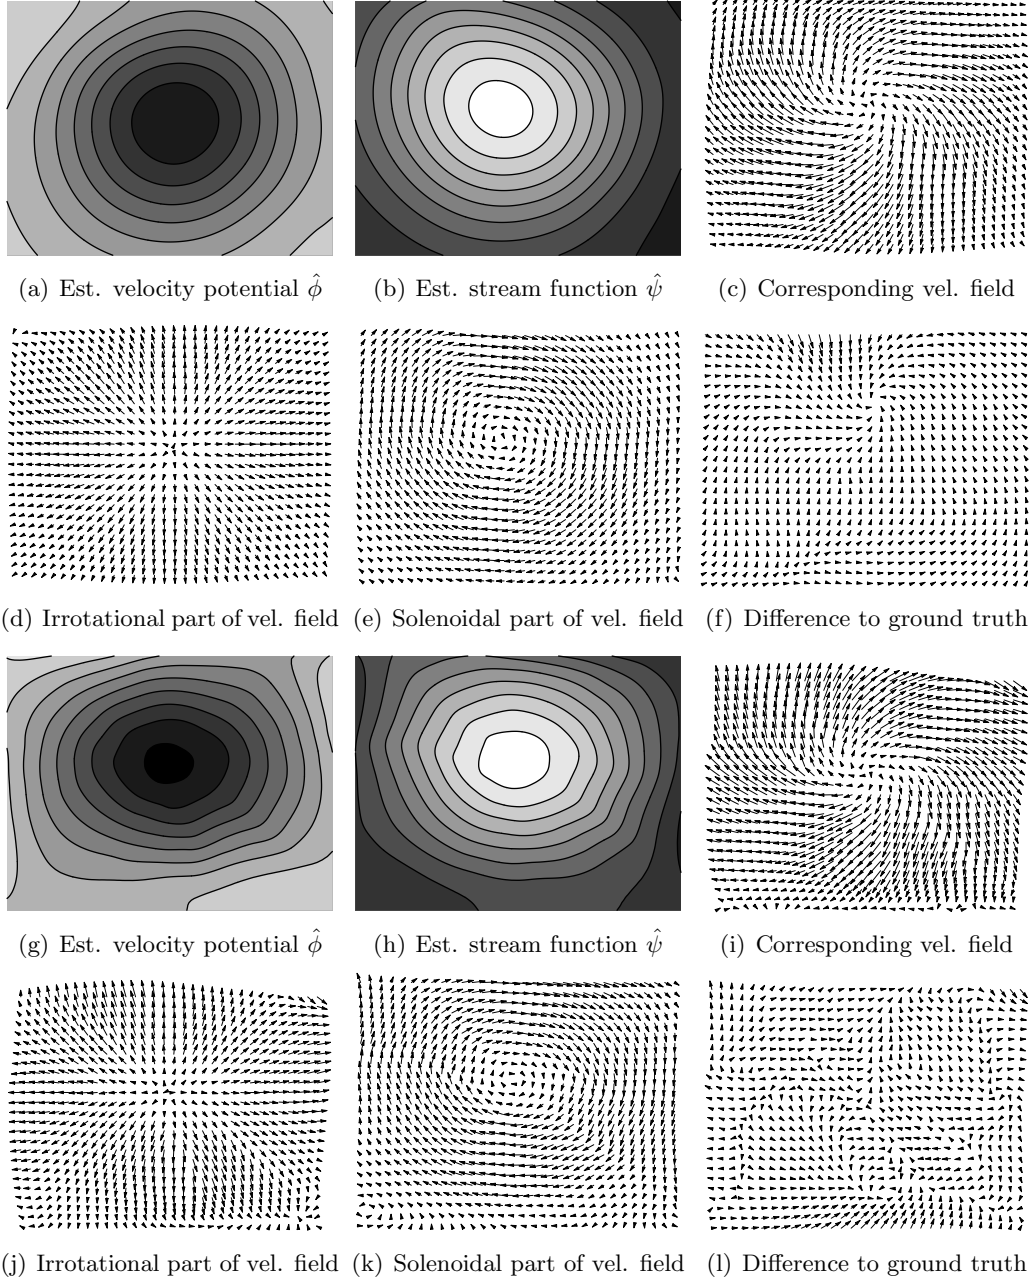 (a) Est. velocity potential ϕ̂ (b) Est. stream function ψ̂ (c) Corresponding vel. field
(d) Irrotational part of vel. field (e) Solenoidal part of vel. field (f) Difference to ground truth
(g) Est. velocity potential ϕ̂ (h) Est. stream function ψ̂ (i) Corresponding vel. field
(j) Irrotational part of vel. field (k) Solenoidal part of vel. field (l) Difference to ground truth